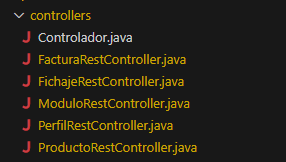 controllers
Controlador.java
FacturaRestController.java
FichajeRestController.java
ModuloRestController.java
PerfilRestController.java
ProductoRestController.java